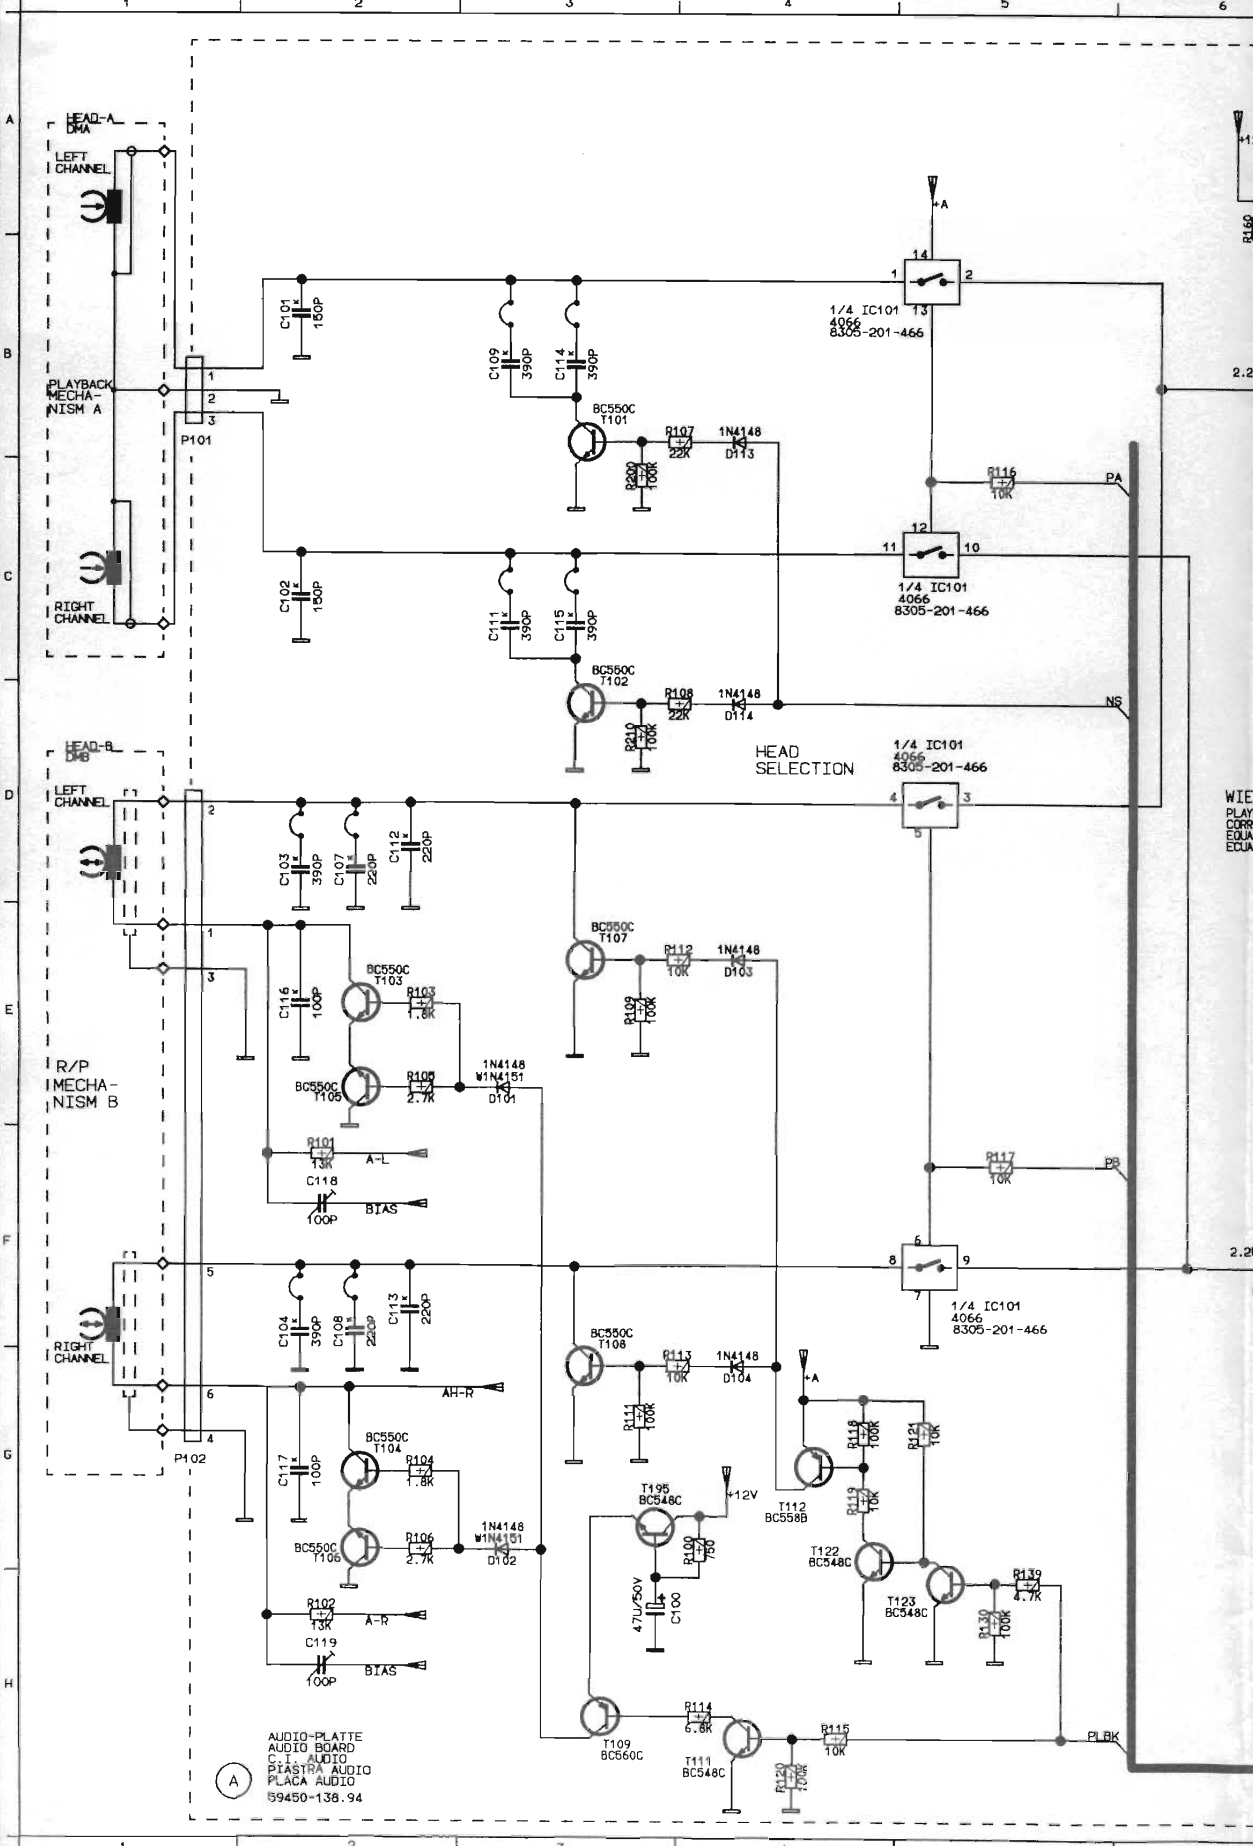 1 2 3 4 5 6
A
HEAD-A
DMA
LEFT
CHANNEL
+A
14
1 2
1/4 IC101 13
4066
8305-201-466
R160
B
C101
150P
C109
390P
C114
390P
2.2
PLAYBACK
MECHA-
NISM A
1
2
3
P101
BC550C
T101
R107
22K
1N4148
D113
R200
100K
R116
10K
PA
12
11 10
1/4 IC101
4066
8305-201-466
C
C102
150P
C111
390P
C115
390P
RIGHT
CHANNEL
BC550C
T102
R108
22K
1N4148
D114
R210
100K
NS
HEAD
SELECTION
1/4 IC101
4066
8305-201-466
HEAD-B
DMB
D
LEFT
CHANNEL
2
4 3
5
C103
390P
C107
220P
C112
220P
WIE
PLAY
CORR
EQUA
ECUA
1
3
BC550C
T107
R112
10K
1N4148
D103
R109
100K
E
C116
100P
BC550C
T103
R103
1.8K
R/P
MECHA-
NISM B
BC550C
T105
R105
2.7K
1N4148
W1N4151
D101
R101
13K
A-L
C118
100P
BIAS
R117
10K
PB
F
5
6
8 9
7
1/4 IC101
4066
8305-201-466
2.2
C104
390P
C108
220P
C113
220P
RIGHT
CHANNEL
BC550C
T108
R113
10K
1N4148
D104
R111
100K
6
AH-R
+A
G
4
P102
C117
100P
BC550C
T104
R104
1.8K
R118
100K
R121
10K
R119
10K
T112
BC558B
T195
BC548C
+12V
R100
750
BC550C
T106
R106
2.7K
1N4148
W1N4151
D102
T122
BC548C
T123
BC548C
R139
4.7K
R130
100K
47U/50V
C100
R102
13K
A-R
C119
100P
BIAS
H
T109
BC560C
R114
6.8K
T111
BC548C
R115
10K
R120
100K
PLBK
A
AUDIO-PLATTE
AUDIO BOARD
C.I. AUDIO
PIASTRA AUDIO
PLACA AUDIO
59450-138.94